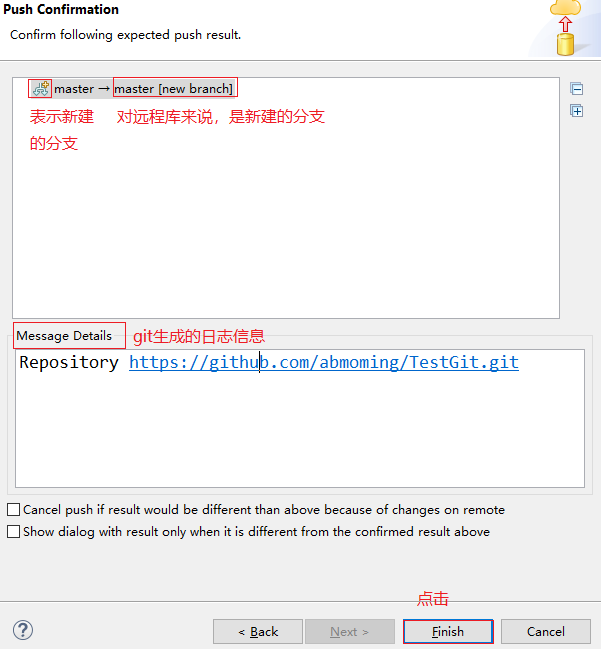 Push Confirmation
Confirm following expected push result.
master → master [new branch]
表示新建
的分支
对远程库来说，是新建的分支
Message Details
git生成的日志信息
Repository https://github.com/abmoming/TestGit.git
Cancel push if result would be different than above because of changes on remote
Show dialog with result only when it is different from the confirmed result above
点击
?
< Back
Next >
Finish
Cancel